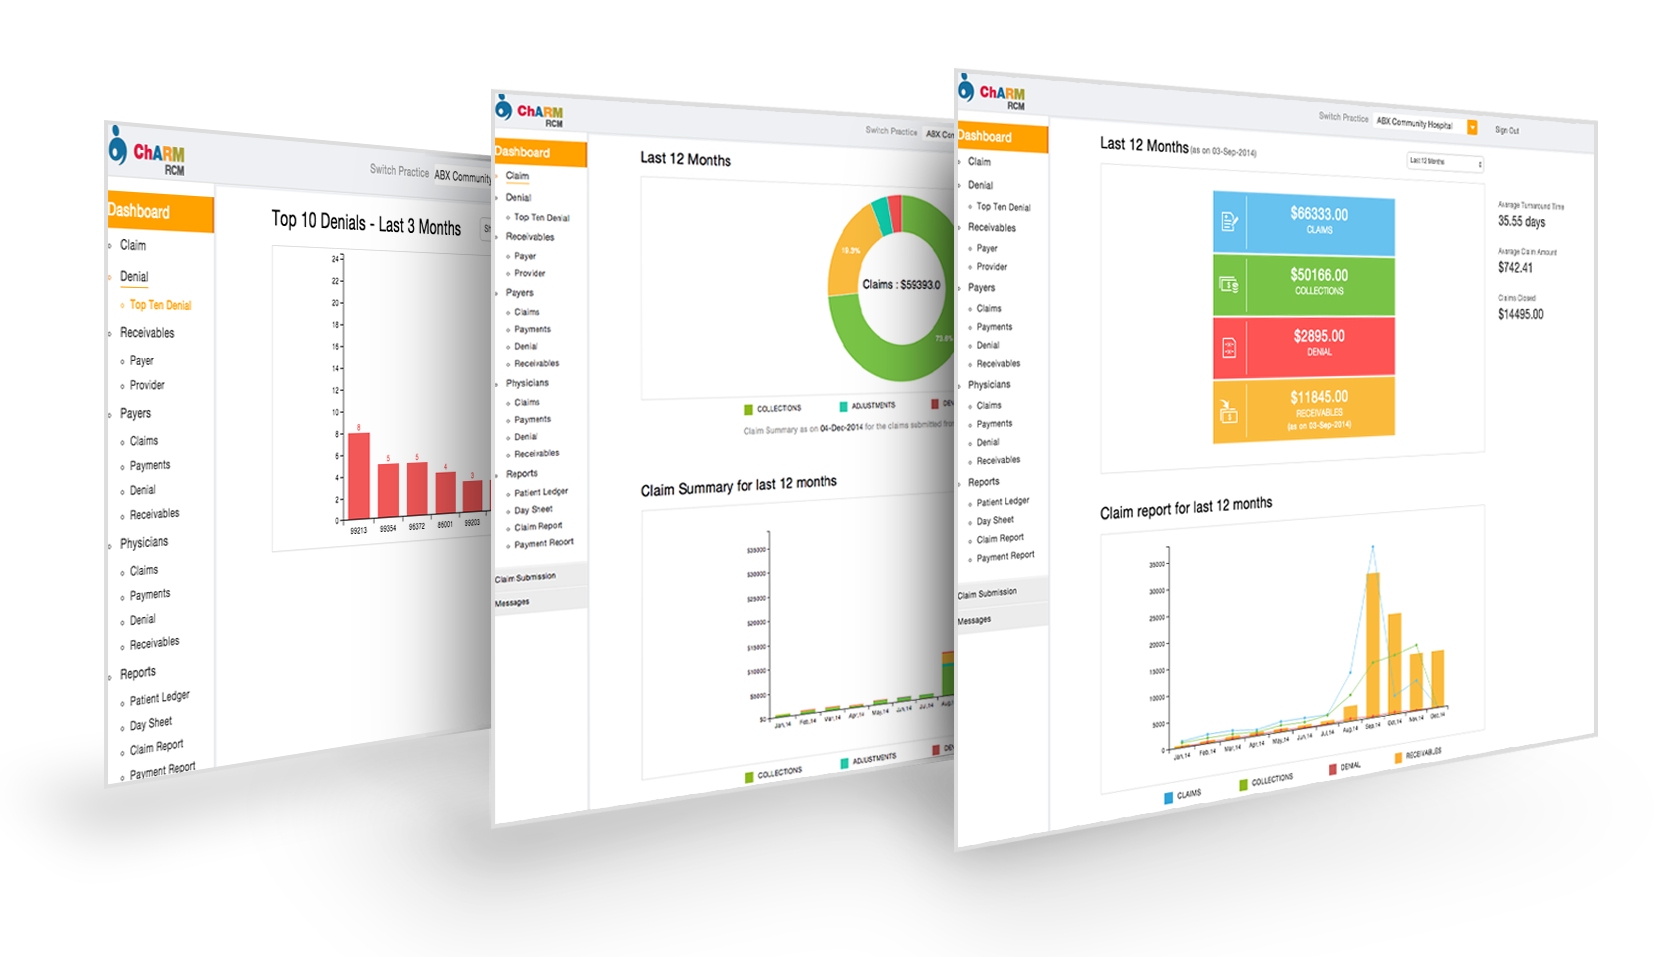 ChARM
RCM
Switch Practice ABX Community
Dashboard
Claim
Denial
Top Ten Denial
Receivables
Payer
Provider
Payers
Claims
Payments
Denial
Receivables
Physicians
Claims
Payments
Denial
Receivables
Reports
Patient Ledger
Day Sheet
Claim Report
Payment Report
Top 10 Denials - Last 3 Months
24
22
20
18
16
14
12
10
8
6
4
2
0
8
5
5
4
3
99213
99354
96372
86001
99203
ChARM
RCM
Switch Practice
Dashboard
Claim
Denial
Top Ten Denial
Receivables
Payer
Provider
Payers
Claims
Payments
Denial
Receivables
Physicians
Claims
Payments
Denial
Receivables
Reports
Patient Ledger
Day Sheet
Claim Report
Payment Report
Claim Submission
Messages
Last 12 Months
19.3%
Claims : $59393.0
COLLECTIONS
ADJUSTMENTS
Claim Summary as on 04-Dec-2014 for the claims submitted
Claim Summary for last 12 months
$35000
$30000
$25000
$20000
$15000
$10000
$5000
$0
Jan,14
Feb,14
Mar,14
Apr,14
May,14
Jun,14
Jul,14
COLLECTIONS
ADJUSTMENTS
ChARM
RCM
Switch Practice ABX Community Hospital
Sign Out
Dashboard
Claim
Denial
Top Ten Denial
Receivables
Payer
Provider
Payers
Claims
Payments
Denial
Receivables
Physicians
Claims
Payments
Denial
Receivables
Reports
Patient Ledger
Day Sheet
Claim Report
Payment Report
Claim Submission
Messages
Last 12 Months (as on 03-Sep-2014)
Last 12 Months
$66333.00
CLAIMS
$50166.00
COLLECTIONS
$2895.00
DENIAL
$11845.00
RECEIVABLES
(as on 03-Sep-2014)
Average Turnaround Time
35.55 days
Average Claim Amount
$742.41
Claims Closed
$14495.00
Claim report for last 12 months
35000
30000
25000
20000
15000
10000
5000
0
Jan,14
Feb,14
Mar,14
Apr,14
May,14
Jun,14
Jul,14
Aug,14
Sep,14
Oct,14
Nov,14
Dec,14
CLAIMS
COLLECTIONS
DENIAL
RECEIVABLES